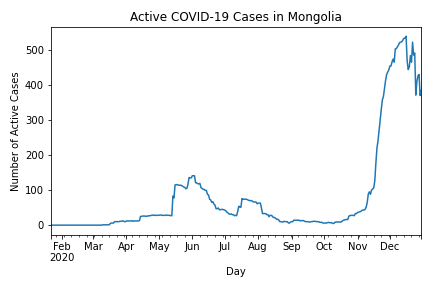 Active COVID-19 Cases in Mongolia
Number of Active Cases
500
400
300
200
100
0
Feb Mar Apr May Jun Jul Aug Sep Oct Nov Dec
2020
Day